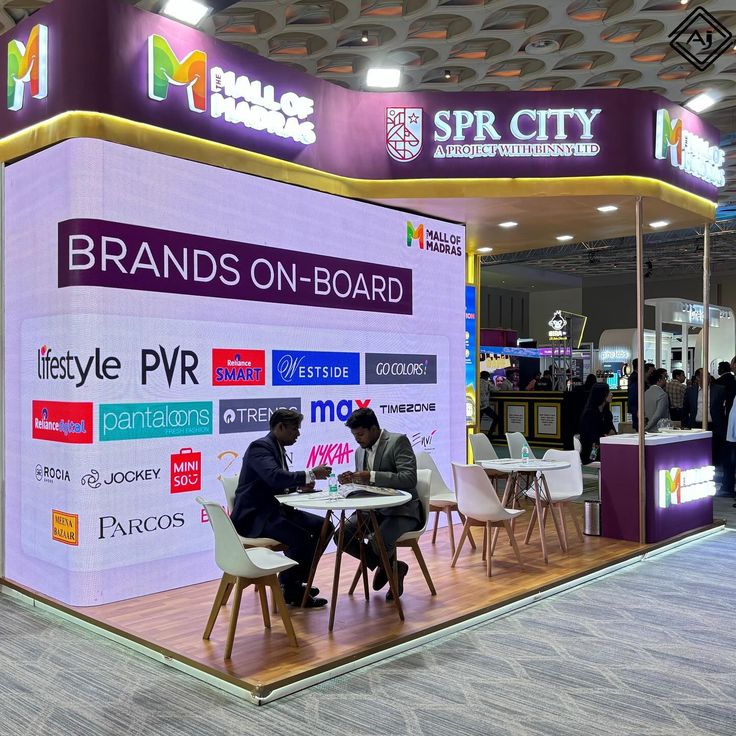 AJ
THE
MALL OF
MADRAS
SPR CITY
A PROJECT WITH BINNY LTD
MALL OF
MADRAS
MALL OF
MADRAS
BRANDS ON-BOARD
lifestyle
PVR
Reliance
SMART
WESTSIDE
GO COLORS!
Reliance digital
pantaloons
FRESH FASHION
TRENDS
max
TIMEZONE
ROCIA
JOCKEY
MINI
SO
NYKAA
MEENA
BAZAAR
PARCOS